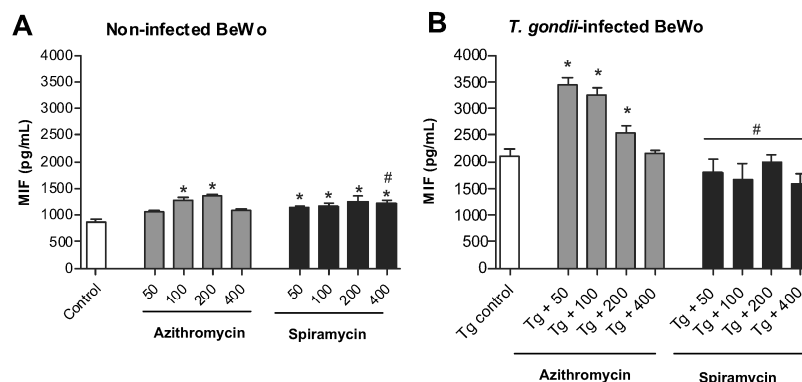 A
Non-infected BeWo
MIF (pg/mL)
4000
3500
3000
2500
2000
1500
1000
500
0
* * * * * * #
Control
50 100 200 400 50 100 200 400
Azithromycin Spiramycin
B
T. gondii-infected BeWo
MIF (pg/mL)
4000
3500
3000
2500
2000
1500
1000
500
0
* * * #
Tg control Tg + 50 Tg + 100 Tg + 200 Tg + 400 Tg + 50 Tg + 100 Tg + 200 Tg + 400
Azithromycin Spiramycin